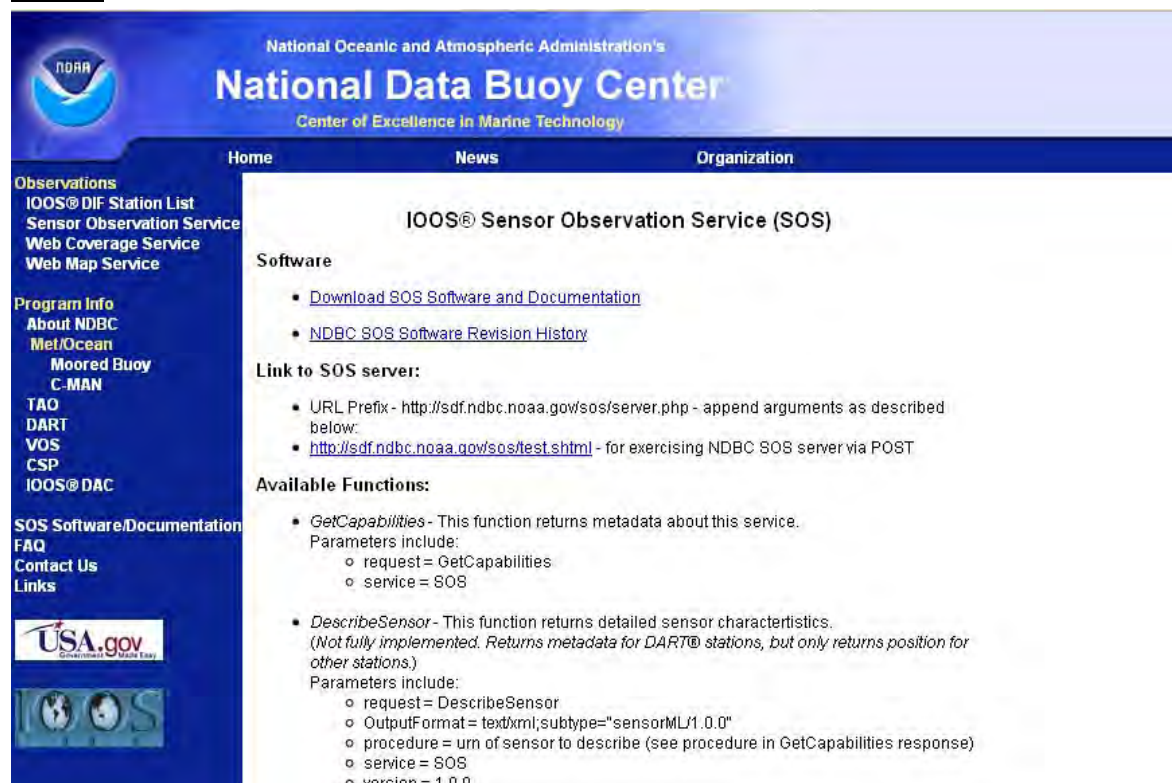 NOAA
National Oceanic and Atmospheric Administration's
National Data Buoy Center
Center of Excellence in Marine Technology
Home News Organization
Observations
IOOS® DIF Station List
Sensor Observation Service
Web Coverage Service
Web Map Service
Program Info
About NDBC
Met/Ocean
Moored Buoy
C-MAN
TAO
DART
VOS
CSP
IOOS® DAC
SOS Software/Documentation
FAQ
Contact Us
Links
USA.gov
Government Made Easy
IOOS
IOOS® Sensor Observation Service (SOS)
Software
• Download SOS Software and Documentation
• NDBC SOS Software Revision History
Link to SOS server:
• URL Prefix - http://sdf.ndbc.noaa.gov/sos/server.php - append arguments as described
below:
• http://sdf.ndbc.noaa.gov/sos/test.shtml - for exercising NDBC SOS server via POST
Available Functions:
• GetCapabilities - This function returns metadata about this service.
Parameters include:
o request = GetCapabilities
o service = SOS
• DescribeSensor - This function returns detailed sensor charactertistics.
(Not fully implemented. Returns metadata for DART® stations, but only returns position for
other stations.)
Parameters include:
o request = DescribeSensor
o OutputFormat = text/xml;subtype="sensorML/1.0.0"
o procedure = urn of sensor to describe (see procedure in GetCapabilities response)
o service = SOS
o version = 1.0.0